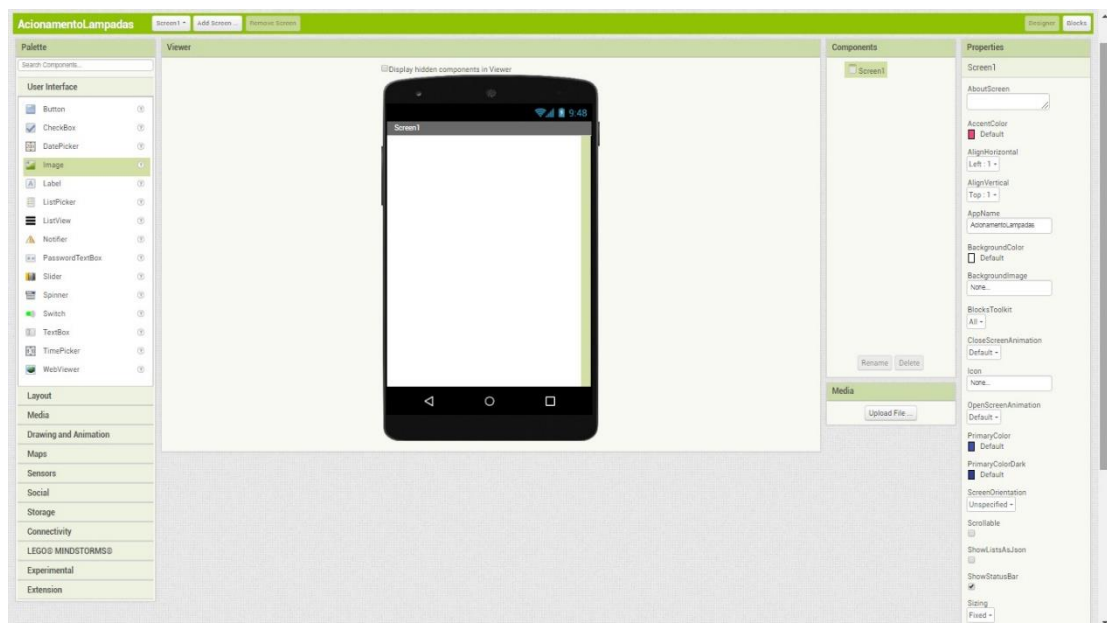 AcionamentoLampadas
Screen1
Add Screen ...
Remove Screen
Designer
Blocks
Palette
Search Components...
User Interface
Button
CheckBox
DatePicker
Image
Label
ListPicker
ListView
Notifier
PasswordTextBox
Slider
Spinner
Switch
TextBox
TimePicker
WebViewer
Layout
Media
Drawing and Animation
Maps
Sensors
Social
Storage
Connectivity
LEGO® MINDSTORMS®
Experimental
Extension
Viewer
Display hidden components in Viewer
9:48
Screen1
Components
Screen1
Rename
Delete
Media
Upload File ...
Properties
Screen1
AboutScreen
AccentColor
Default
AlignHorizontal
Left : 1
AlignVertical
Top : 1
AppName
AcionamentoLampadas
BackgroundColor
Default
BackgroundImage
None...
BlocksToolkit
All
CloseScreenAnimation
Default
Icon
None...
OpenScreenAnimation
Default
PrimaryColor
Default
PrimaryColorDark
Default
ScreenOrientation
Unspecified
Scrollable
ShowListsAsJson
ShowStatusBar
Sizing
Fixed